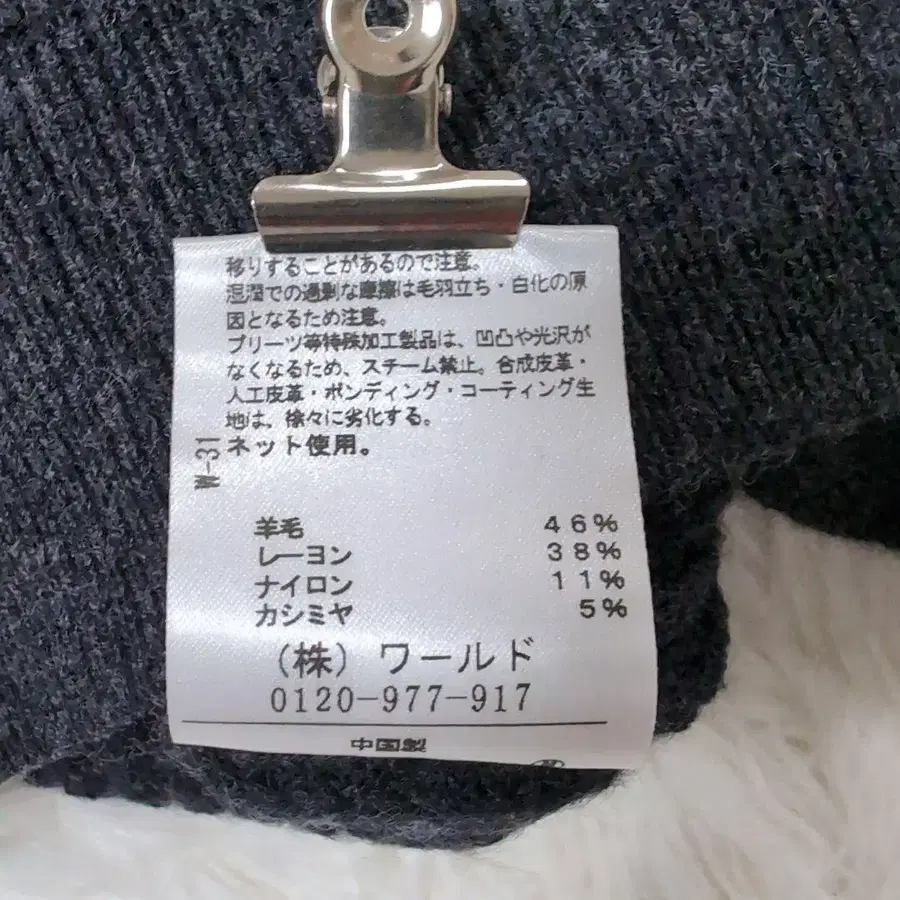 移りすることがあるので注意。
湿潤での過剰な摩擦は毛羽立ち・白化の原
因となるため注意。
プリーツ等特殊加工製品は、凹凸や光沢が
なくなるため、スチーム禁止。合成皮革・
人工皮革・ボンディング・コーティング生
地は、徐々に劣化する。
ネット使用。
W-31
羊毛 46%
レーヨン 38%
ナイロン 11%
カシミヤ 5%
(株) ワールド
0120-977-917
中国製